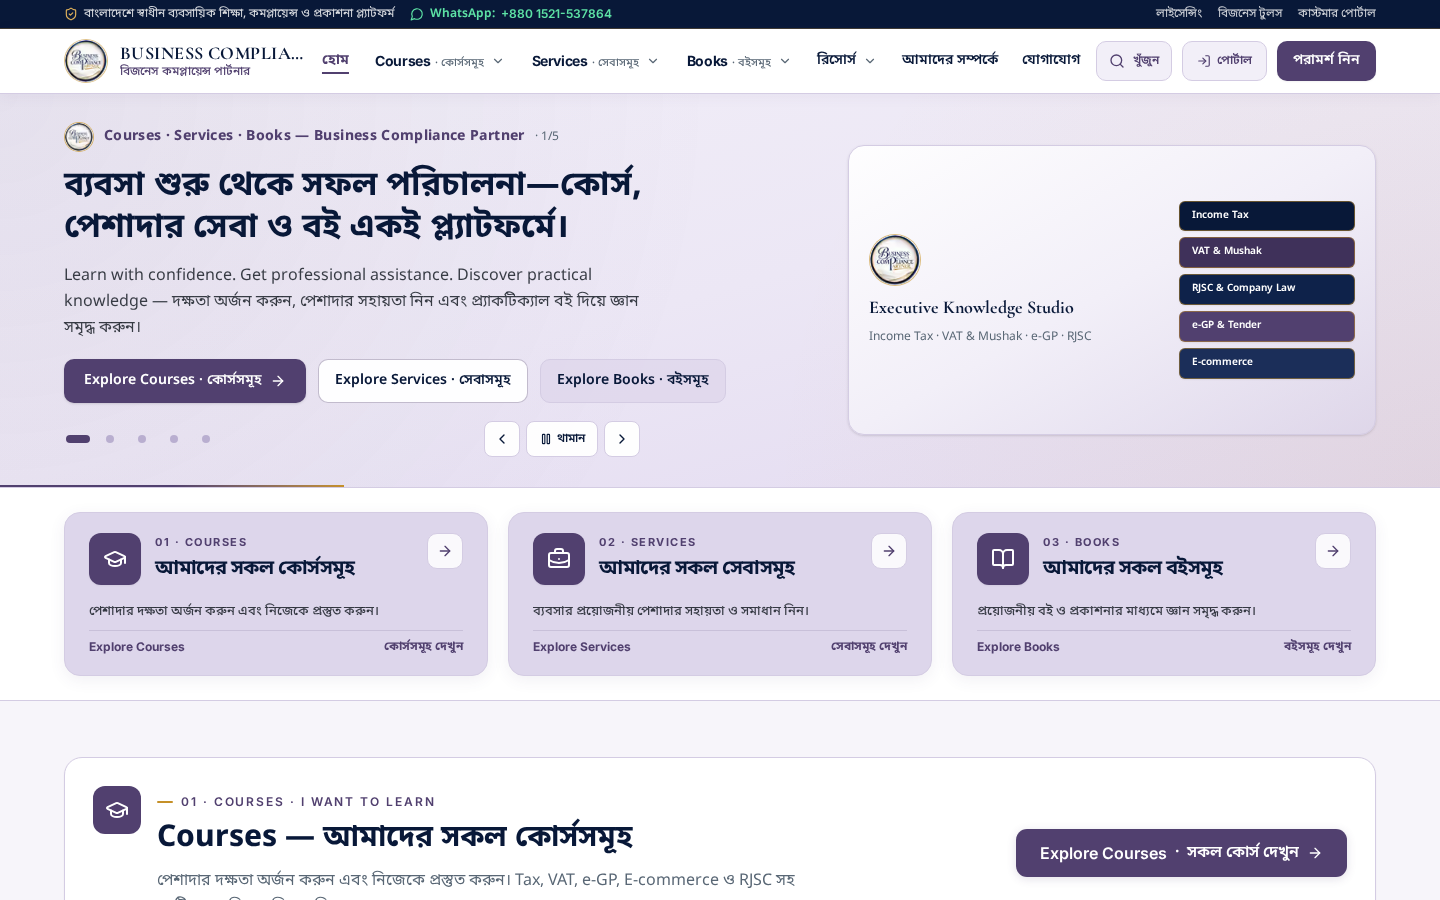 বাংলাদেশে স্বাধীন ব্যবসায়িক শিক্ষা, কমপ্লায়েন্স ও প্রকাশনা প্ল্যাটফর্ম WhatsApp: +880 1521-537864 লাইসেন্সিং বিজনেস টুলস কাস্টমার পোর্টাল
BUSINESS COMPLIA...
বিজনেস কমপ্লায়েন্স পার্টনার
হোম Courses · কোর্সসমূহ Services · সেবাসমূহ Books · বইসমূহ রিসোর্স আমাদের সম্পর্কে যোগাযোগ খুঁজুন পোর্টাল পরামর্শ নিন
Courses · Services · Books — Business Compliance Partner · 1/5
ব্যবসা শুরু থেকে সফল পরিচালনা—কোর্স,
পেশাদার সেবা ও বই একই প্ল্যাটফর্মে।
Learn with confidence. Get professional assistance. Discover practical
knowledge — দক্ষতা অর্জন করুন, পেশাদার সহায়তা নিন এবং প্র্যাকটিক্যাল বই দিয়ে জ্ঞান
সমৃদ্ধ করুন।
Explore Courses · কোর্সসমূহ Explore Services · সেবাসমূহ Explore Books · বইসমূহ
থামান
Executive Knowledge Studio
Income Tax · VAT & Mushak · e-GP · RJSC
Income Tax
VAT & Mushak
RJSC & Company Law
e-GP & Tender
E-commerce
01 · COURSES
আমাদের সকল কোর্সসমূহ
পেশাদার দক্ষতা অর্জন করুন এবং নিজেকে প্রস্তুত করুন।
Explore Courses কোর্সসমূহ দেখুন
02 · SERVICES
আমাদের সকল সেবাসমূহ
ব্যবসার প্রয়োজনীয় পেশাদার সহায়তা ও সমাধান নিন।
Explore Services সেবাসমূহ দেখুন
03 · BOOKS
আমাদের সকল বইসমূহ
প্রয়োজনীয় বই ও প্রকাশনার মাধ্যমে জ্ঞান সমৃদ্ধ করুন।
Explore Books বইসমূহ দেখুন
01 · COURSES · I WANT TO LEARN
Courses — আমাদের সকল কোর্সসমূহ
পেশাদার দক্ষতা অর্জন করুন এবং নিজেকে প্রস্তুত করুন। Tax, VAT, e-GP, E-commerce ও RJSC সহ
Explore Courses · সকল কোর্স দেখুন